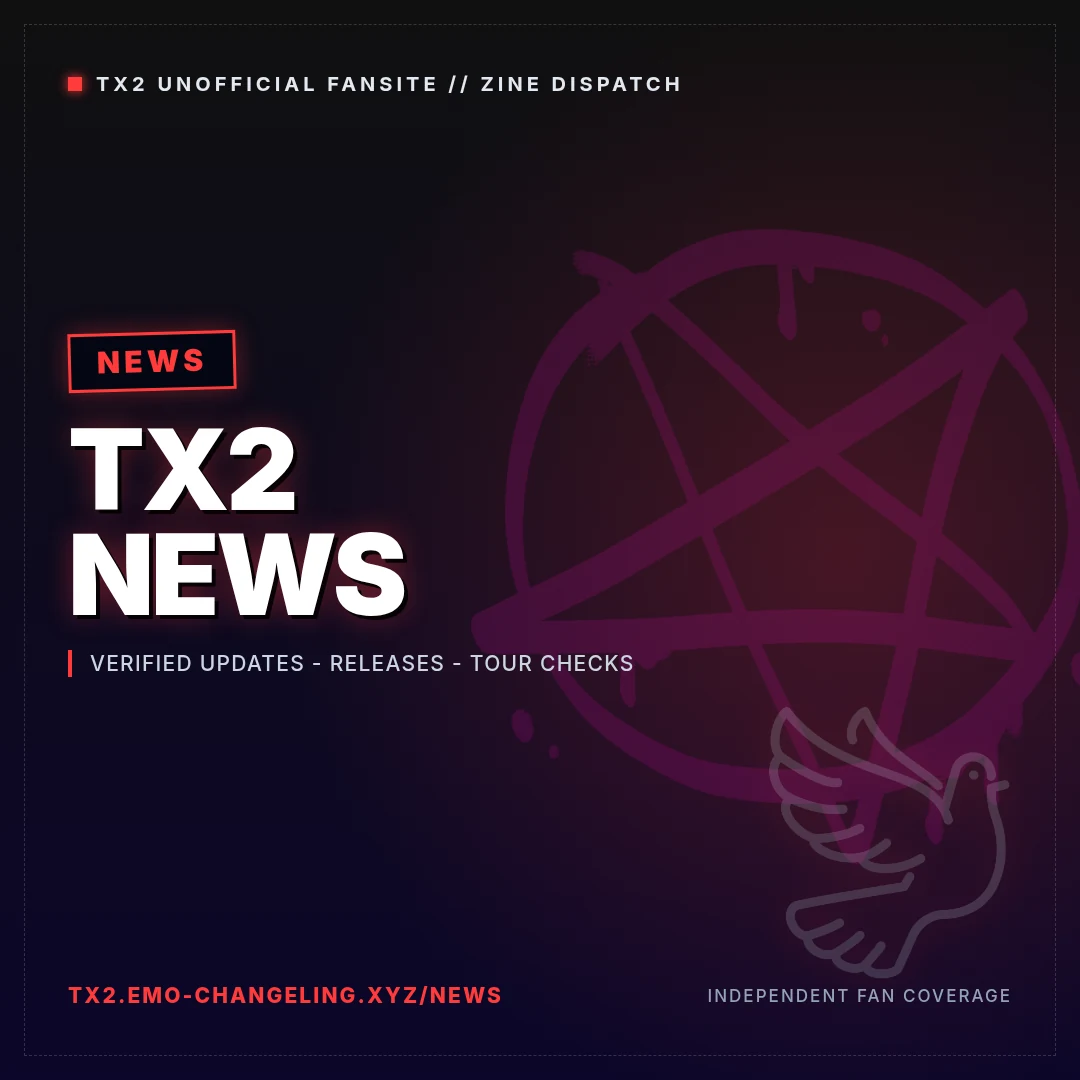 TX2 UNOFFICIAL FANSITE // ZINE DISPATCH
NEWS
TX2
NEWS
VERIFIED UPDATES - RELEASES - TOUR CHECKS
TX2.EMO-CHANGELING.XYZ/NEWS
INDEPENDENT FAN COVERAGE